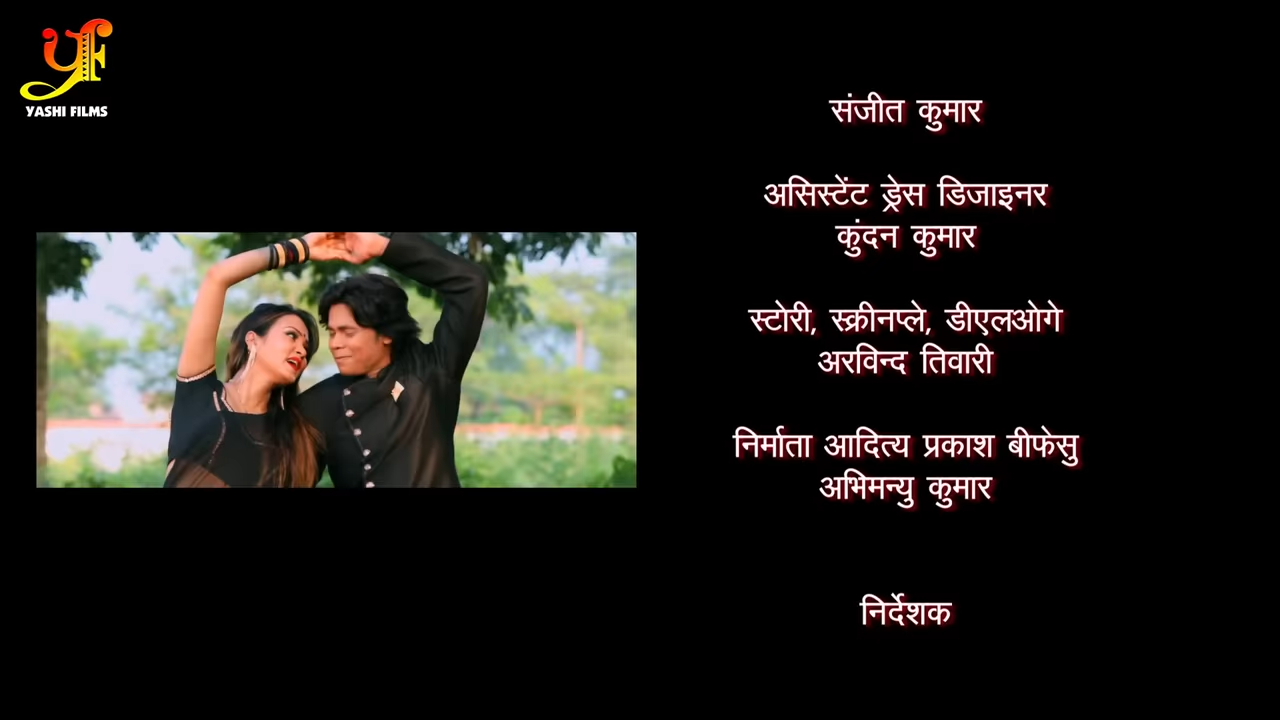 YASHI FILMS
संजीत कुमार
असिस्टेंट ड्रेस डिजाइनर
कुंदन कुमार
स्टोरी, स्क्रीनप्ले, डीएलओगे
अरविन्द तिवारी
निर्माता आदित्य प्रकाश बीफेसु
अभिमन्यु कुमार
निर्देशक